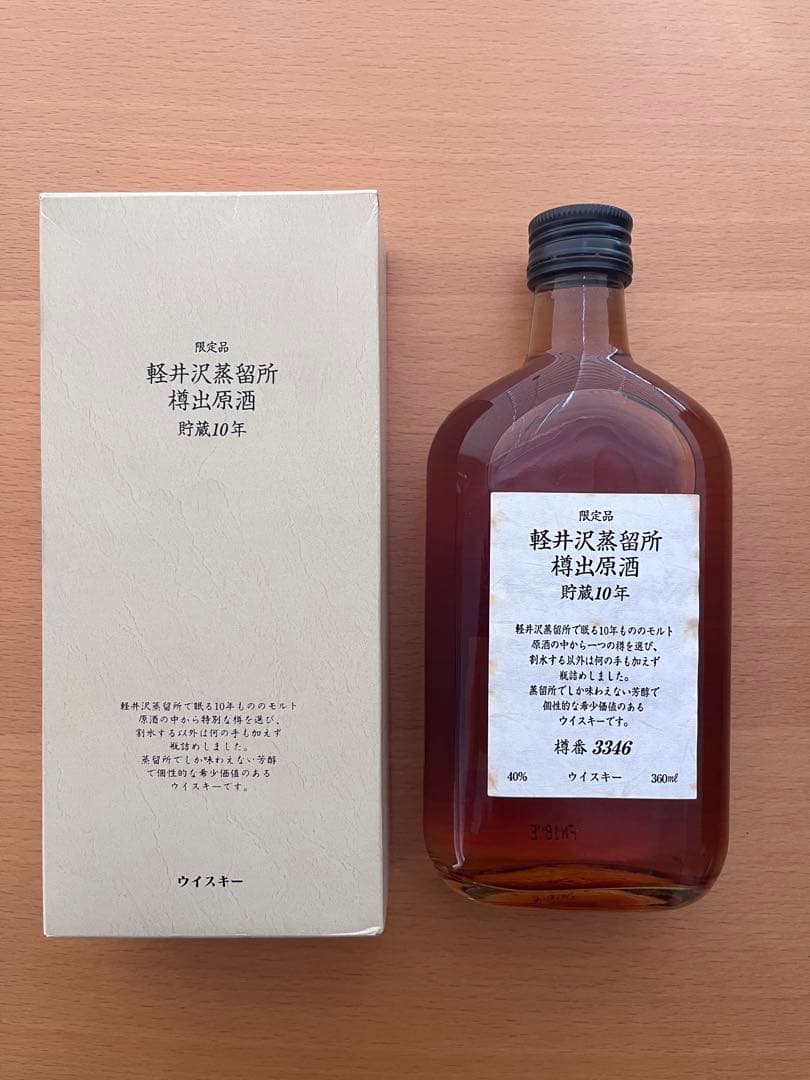 限定品
軽井沢蒸留所
樽出原酒
貯蔵10年
軽井沢蒸留所で眠る10年もののモルト
原酒の中から特別な樽を選び、
割水する以外は何の手も加えず
瓶詰めしました。
蒸留所でしか味わえない芳醇
で個性的な希少価値のある
ウイスキーです。
ウイスキー
限定品
軽井沢蒸留所
樽出原酒
貯蔵10年
軽井沢蒸留所で眠る10年もののモルト
原酒の中から一つの樽を選び、
割水する以外は何の手も加えず
瓶詰めしました。
蒸留所でしか味わえない芳醇で
個性的な希少価値のある
ウイスキーです。
樽番 3346
40% ウイスキー 360mℓ